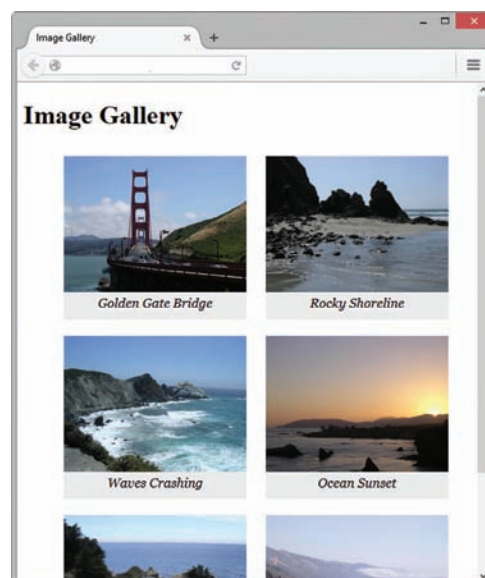 Image Gallery
Image Gallery
Golden Gate Bridge
Rocky Shoreline
Waves Crashing
Ocean Sunset